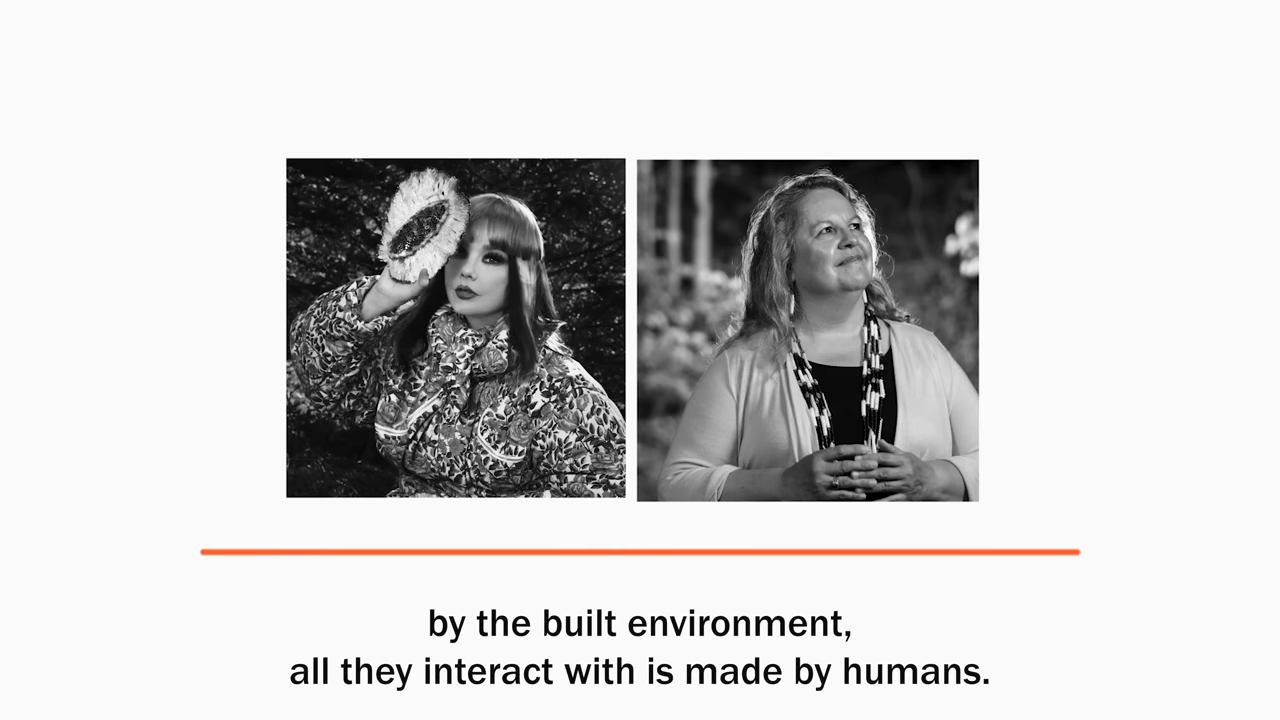 by the built environment,
all they interact with is made by humans.